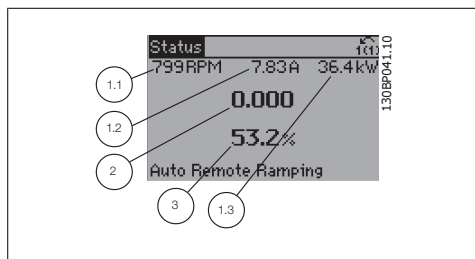 Status
1(1)
799RPM 7.83A 36.4kW
0.000
53.2%
Auto Remote Ramping
1.1
1.2
2
3
1.3
130BP041.10